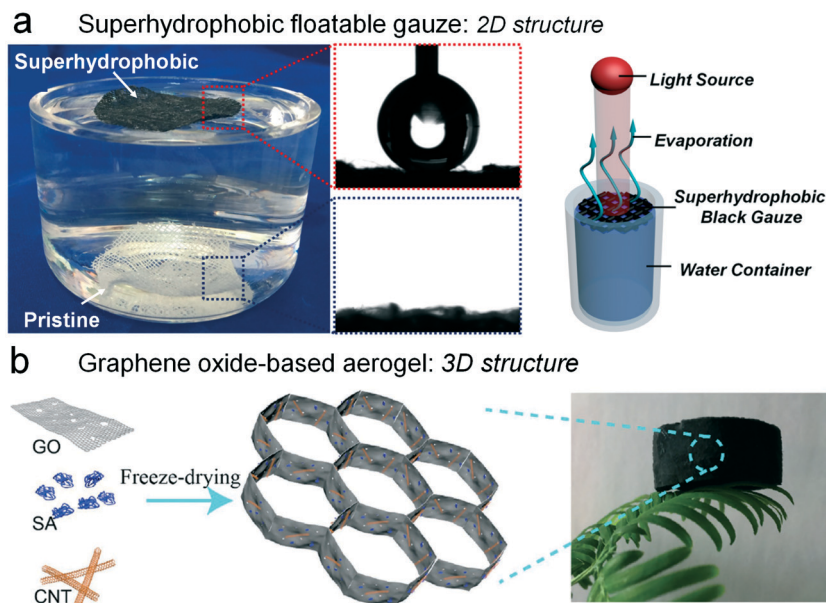 a Superhydrophobic floatable gauze: 2D structure
Superhydrophobic
Pristine
Light Source
Evaporation
Superhydrophobic
Black Gauze
Water Container
b Graphene oxide-based aerogel: 3D structure
GO
SA
CNT
Freeze-drying